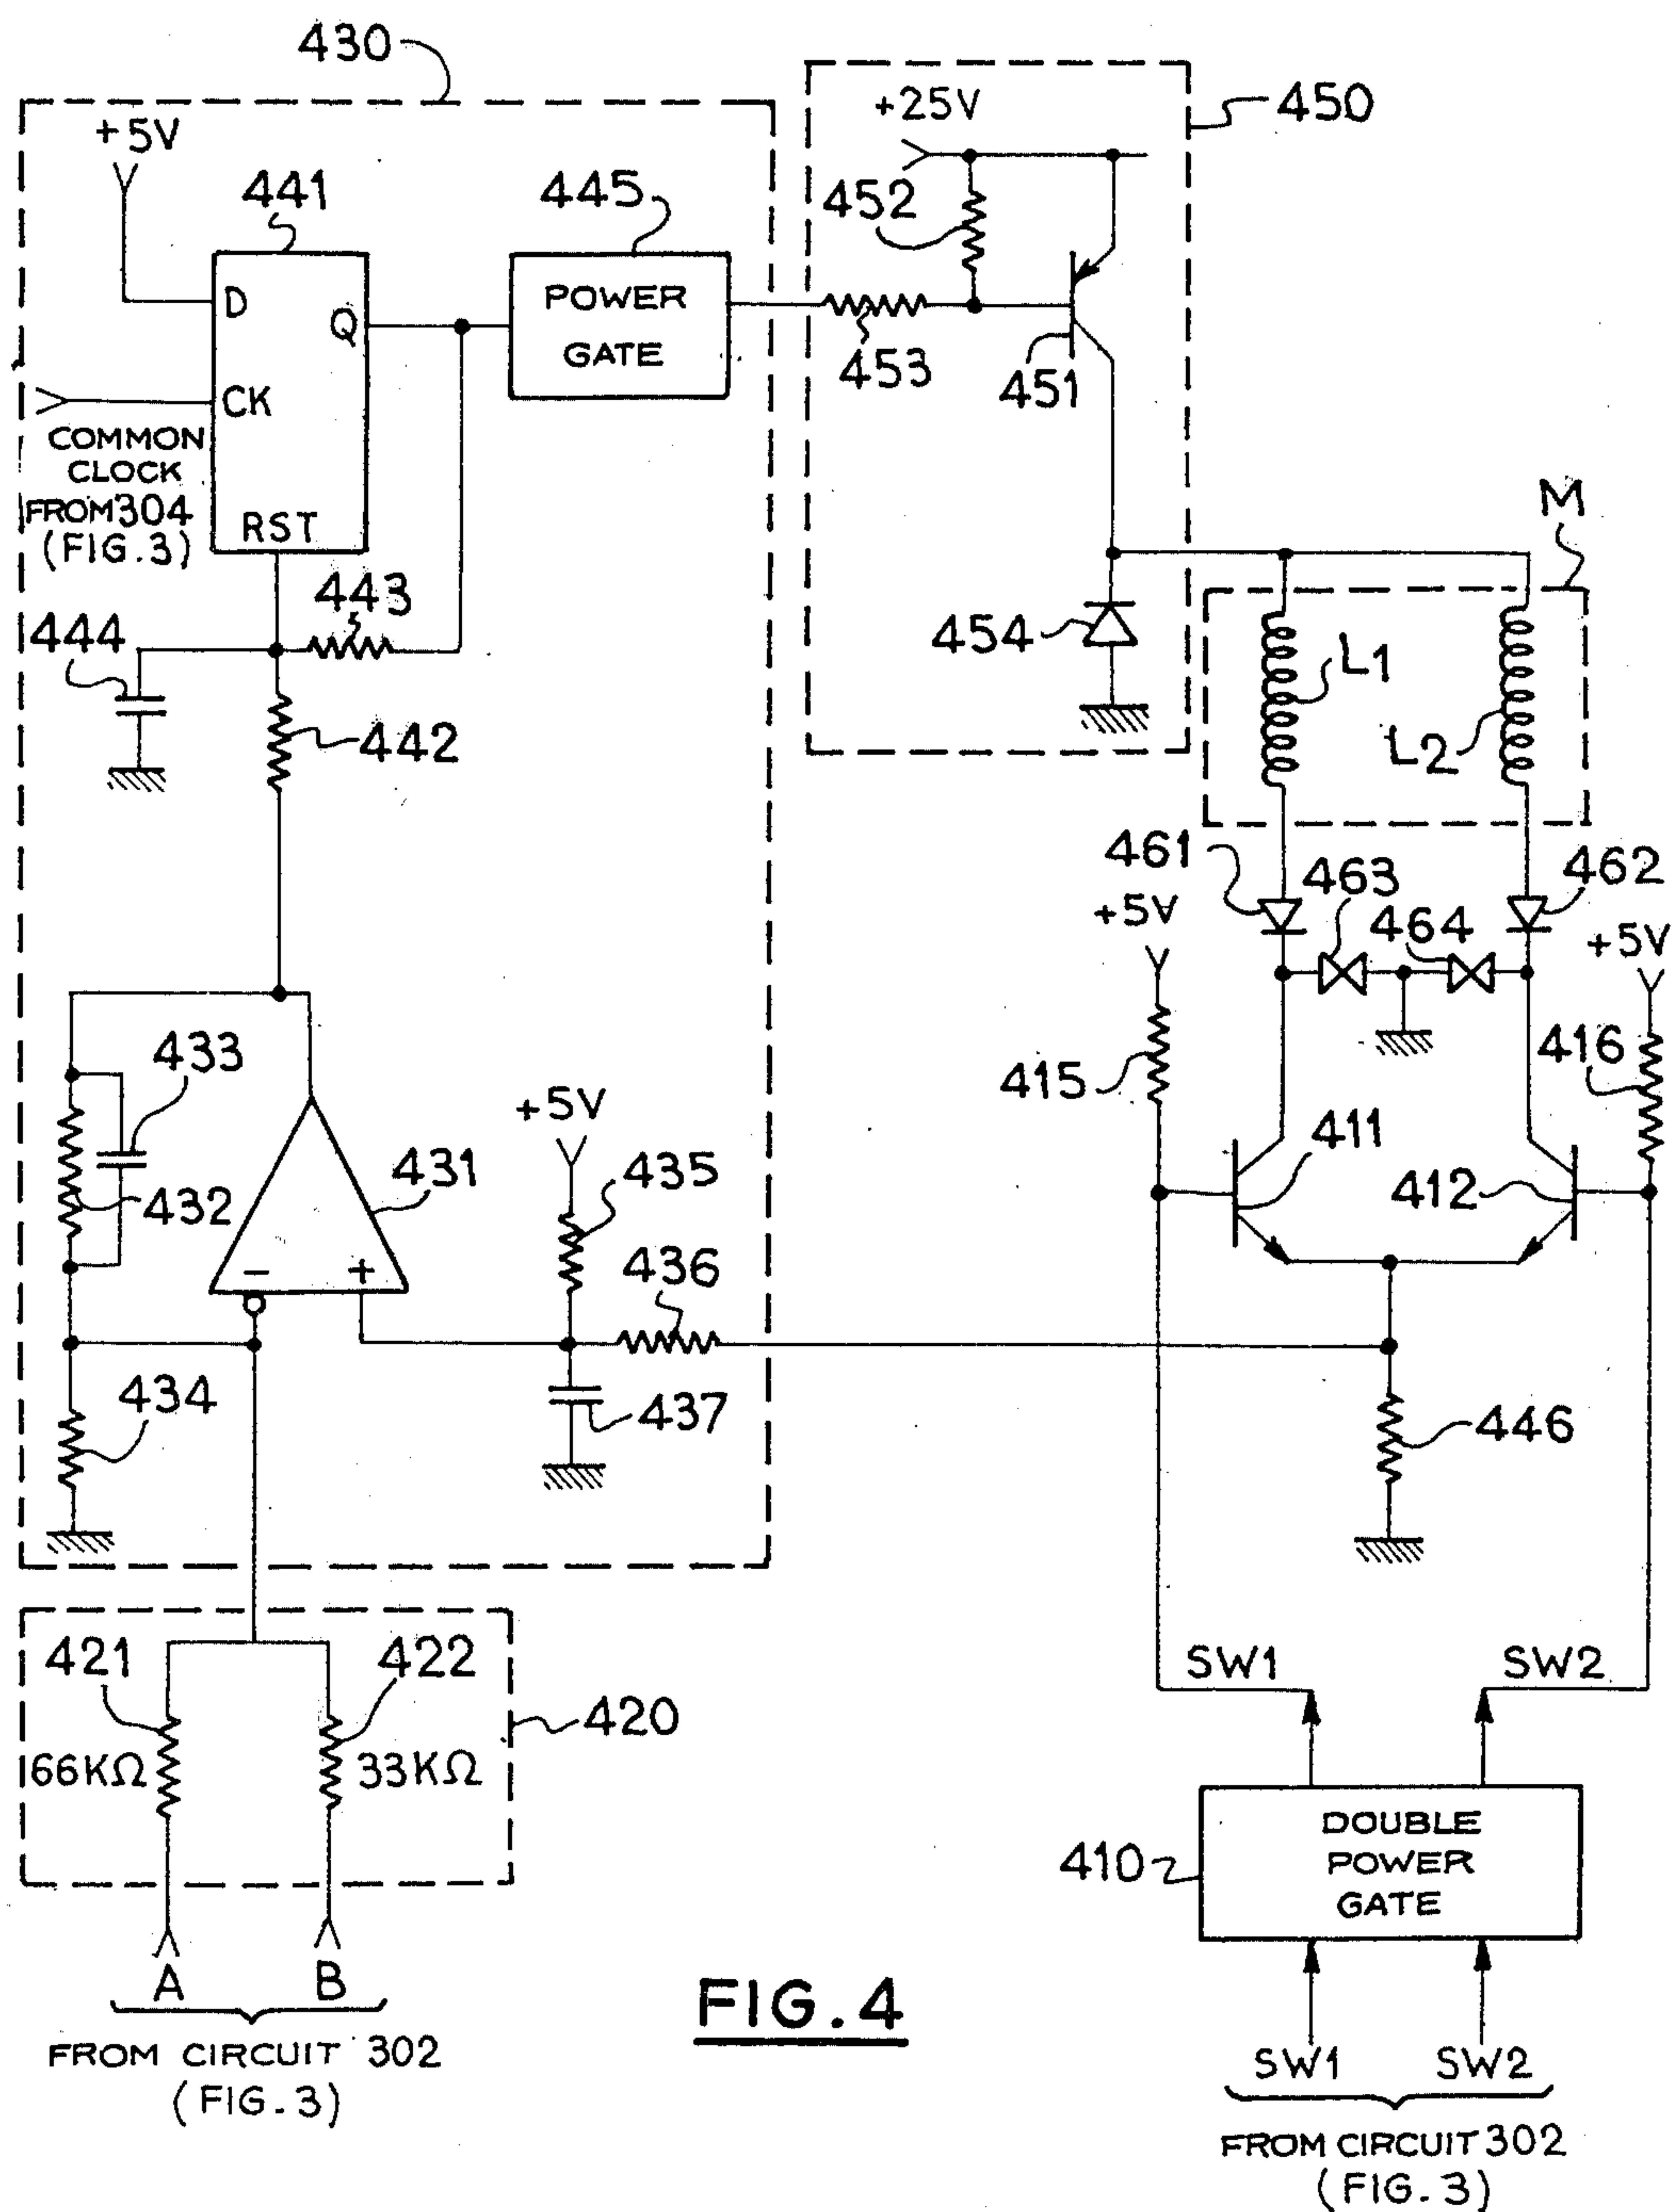 430
+5V
441
445
D
Q
CK
RST
POWER
GATE
COMMON
CLOCK
FROM 304
(FIG.3)
443
444
442
+25V
450
452
453
451
454
M
L1
L2
461
463
462
464
+5V
+5V
415
416
411
412
433
432
431
+5V
435
436
-
+
434
437
446
421
422
420
66KΩ
33KΩ
A
B
FROM CIRCUIT 302
(FIG.3)
SW1
SW2
410
DOUBLE
POWER
GATE
SW1
SW2
FROM CIRCUIT 302
(FIG.3)
FIG.4